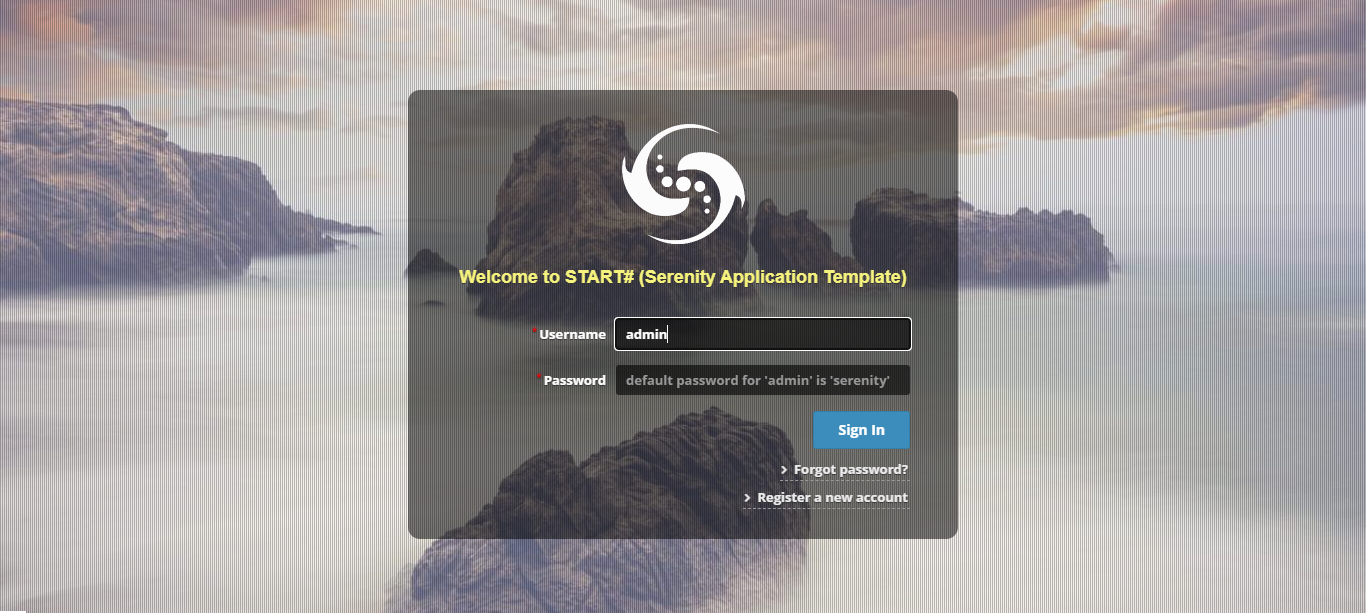 Welcome to START# (Serenity Application Template)
* Username admin
* Password default password for 'admin' is 'serenity'
Sign In
Forgot password?
Register a new account